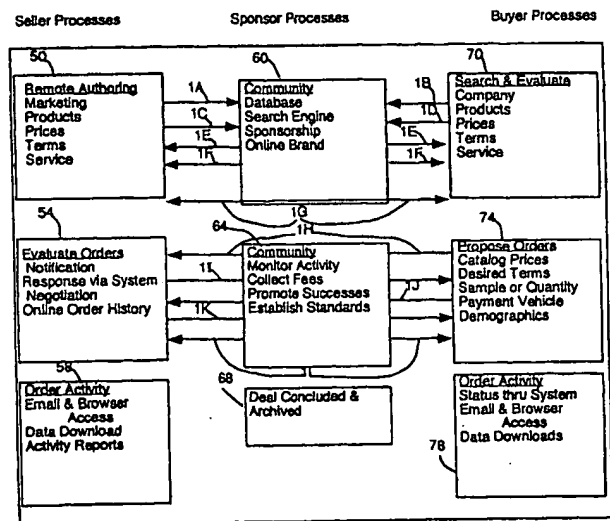 Seller Processes
Sponsor Processes
Buyer Processes
50
Remote Authoring
Marketing
Products
Prices
Terms
Service
1A
1C
1E
1F
60
Community
Database
Search Engine
Sponsorship
Online Brand
1B
1D
1E
1F
70
Search & Evaluate
Company
Products
Prices
Terms
Service
1G
1H
54
Evaluate Orders
Notification
Response via System
Negotiation
Online Order History
1I
1K
64
Community
Monitor Activity
Collect Fees
Promote Successes
Establish Standards
1J
74
Propose Orders
Catalog Prices
Desired Terms
Sample or Quantity
Payment Vehicle
Demographics
58
Order Activity
Email & Browser
Access
Data Download
Activity Reports
68
Deal Concluded &
Archived
78
Order Activity
Status thru System
Email & Browser
Access
Data Downloads